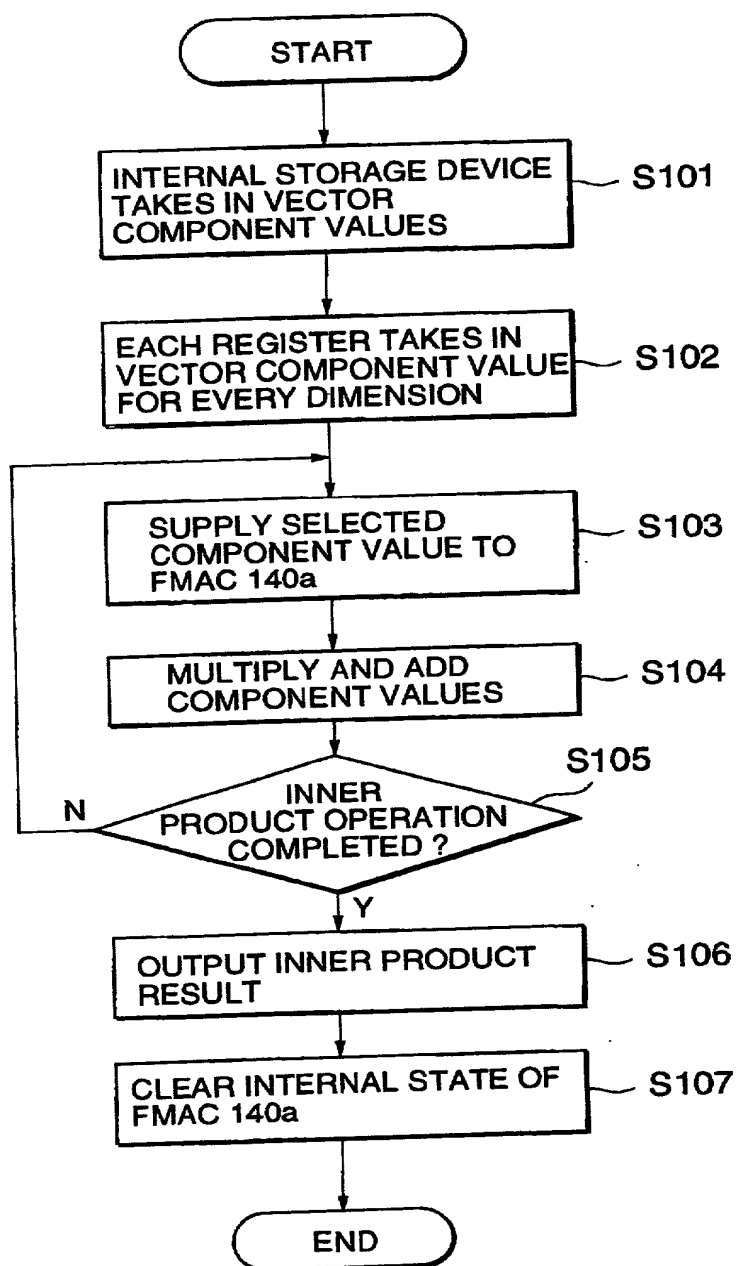 START
INTERNAL STORAGE DEVICE
TAKES IN VECTOR
COMPONENT VALUES
S101
EACH REGISTER TAKES IN
VECTOR COMPONENT VALUE
FOR EVERY DIMENSION
S102
SUPPLY SELECTED
COMPONENT VALUE TO
FMAC 140a
S103
MULTIPLY AND ADD
COMPONENT VALUES
S104
S105
N
INNER
PRODUCT OPERATION
COMPLETED ?
Y
OUTPUT INNER PRODUCT
RESULT
S106
CLEAR INTERNAL STATE OF
FMAC 140a
S107
END